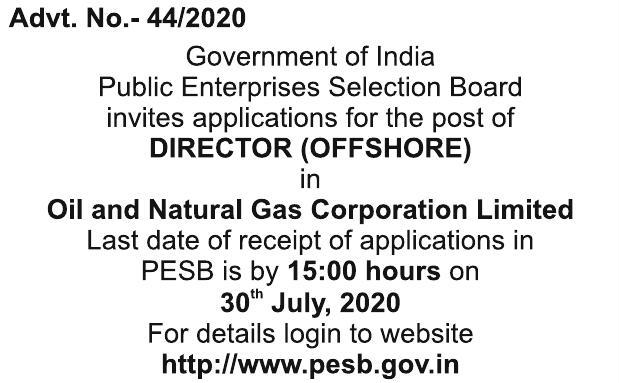 Advt. No.- 44/2020
Government of India
Public Enterprises Selection Board
invites applications for the post of
DIRECTOR (OFFSHORE)
in
Oil and Natural Gas Corporation Limited
Last date of receipt of applications in
PESB is by 15:00 hours on
30th July, 2020
For details login to website
http://www.pesb.gov.in